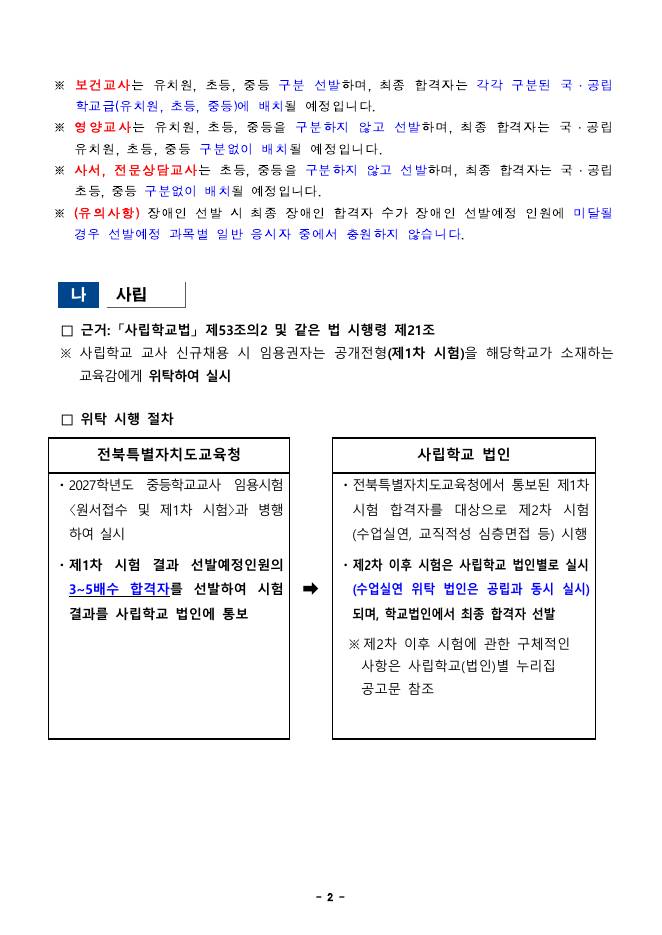 ※ 보건교사는 유치원, 초등, 중등 구분 선발하며, 최종 합격자는 각각 구분된 국·공립
학교급(유치원, 초등, 중등)에 배치될 예정입니다.
※ 영양교사는 유치원, 초등, 중등을 구분하지 않고 선발하며, 최종 합격자는 국·공립
유치원, 초등, 중등 구분없이 배치될 예정입니다.
※ 사서, 전문상담교사는 초등, 중등을 구분하지 않고 선발하며, 최종 합격자는 국·공립
초등, 중등 구분없이 배치될 예정입니다.
※ (유의사항) 장애인 선발 시 최종 장애인 합격자 수가 장애인 선발예정 인원에 미달될
경우 선발예정 과목별 일반 응시자 중에서 충원하지 않습니다.
나 사립
□ 근거:「사립학교법」제53조의2 및 같은 법 시행령 제21조
※ 사립학교 교사 신규채용 시 임용권자는 공개전형(제1차 시험)을 해당학교가 소재하는
교육감에게 위탁하여 실시
□ 위탁 시행 절차
전북특별자치도교육청
·2027학년도 중등학교교사 임용시험
〈원서접수 및 제1차 시험〉과 병행
하여 실시
·제1차 시험 결과 선발예정인원의
3~5배수 합격자를 선발하여 시험
결과를 사립학교 법인에 통보
➡
사립학교 법인
·전북특별자치도교육청에서 통보된 제1차
시험 합격자를 대상으로 제2차 시험
(수업실연, 교직적성 심층면접 등) 시행
·제2차 이후 시험은 사립학교 법인별로 실시
(수업실연 위탁 법인은 공립과 동시 실시)
되며, 학교법인에서 최종 합격자 선발
※ 제2차 이후 시험에 관한 구체적인
사항은 사립학교(법인)별 누리집
공고문 참조
- 2 -